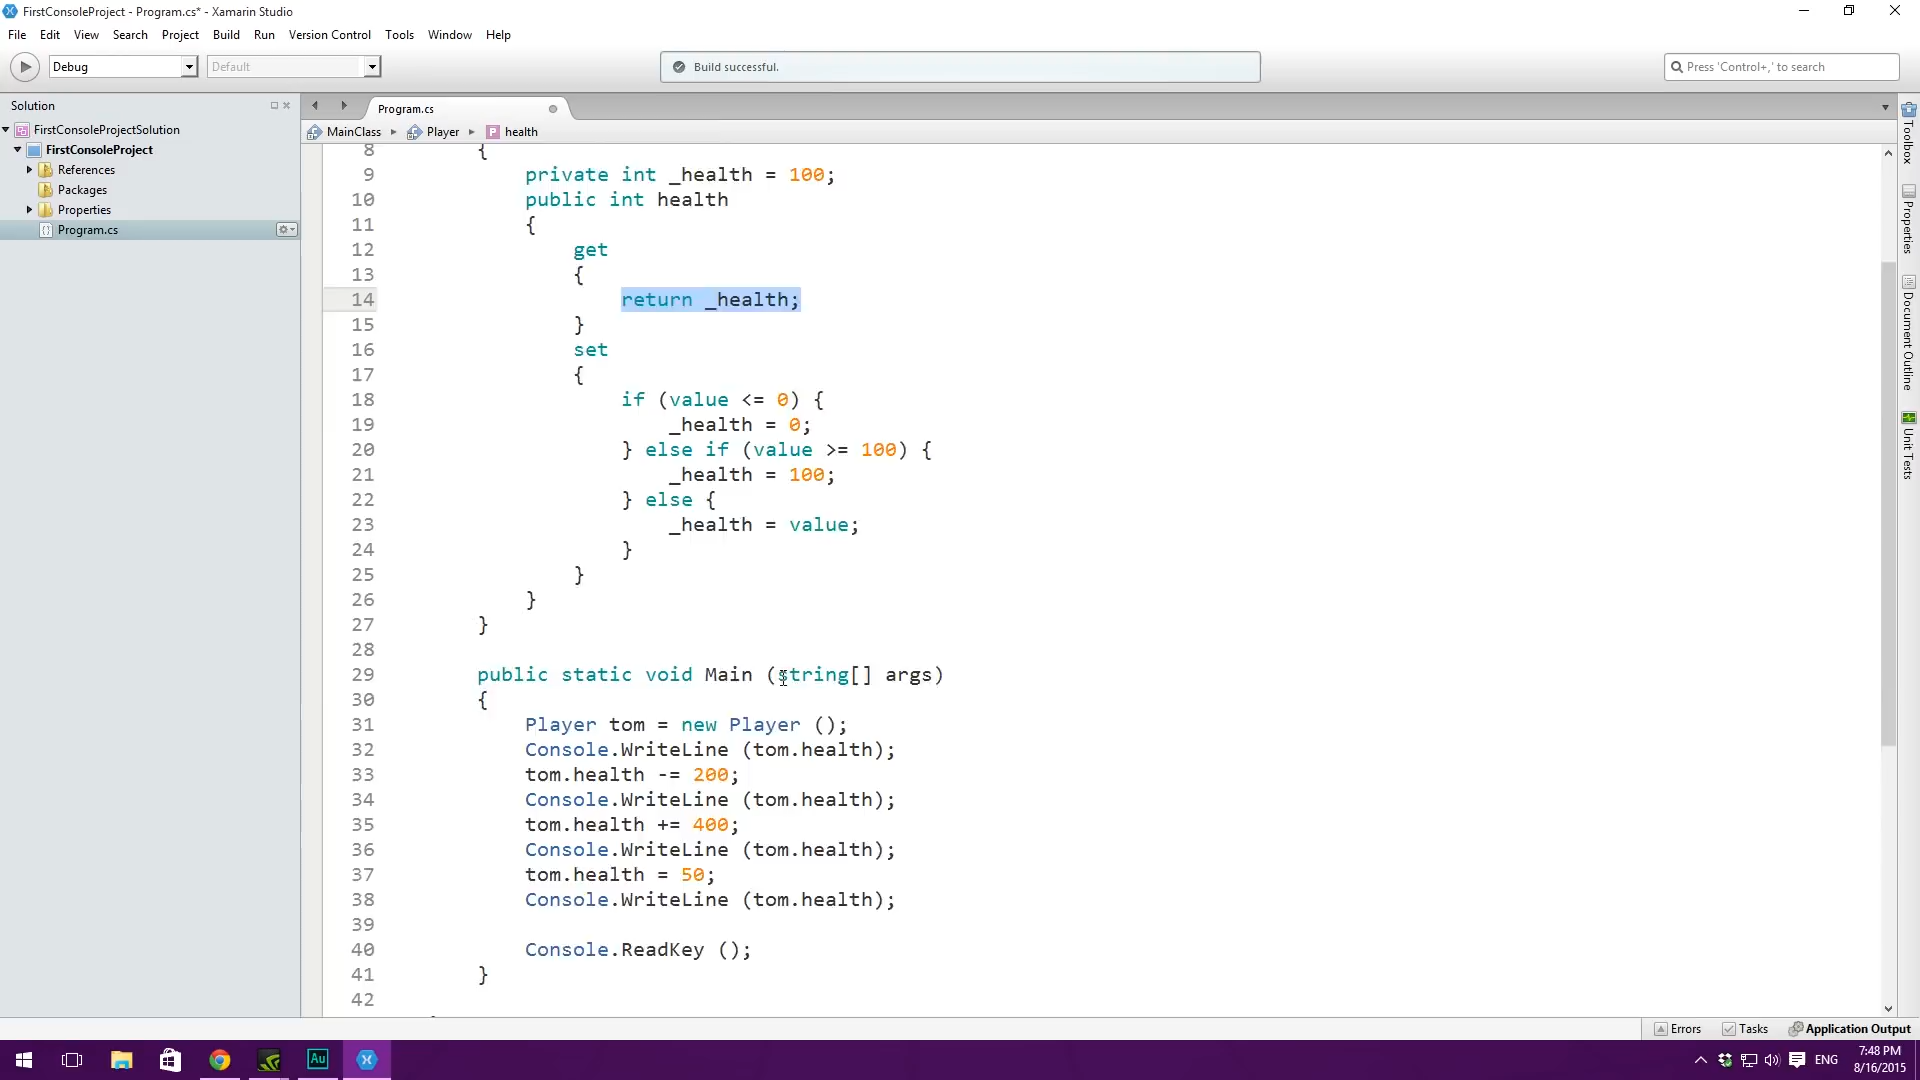 FirstConsoleProject - Program.cs* - Xamarin Studio
File Edit View Search Project Build Run Version Control Tools Window Help
Debug Default Build successful. Press 'Control+,' to search
Solution
FirstConsoleProjectSolution
FirstConsoleProject
References
Packages
Properties
Program.cs
Program.cs
MainClass Player P health
8 {
9 private int _health = 100;
10 public int health
11 {
12 get
13 {
14 return _health;
15 }
16 set
17 {
18 if (value <= 0) {
19 _health = 0;
20 } else if (value >= 100) {
21 _health = 100;
22 } else {
23 _health = value;
24 }
25 }
26 }
27 }
28
29 public static void Main (string[] args)
30 {
31 Player tom = new Player ();
32 Console.WriteLine (tom.health);
33 tom.health -= 200;
34 Console.WriteLine (tom.health);
35 tom.health += 400;
36 Console.WriteLine (tom.health);
37 tom.health = 50;
38 Console.WriteLine (tom.health);
39
40 Console.ReadKey ();
41 }
42
Toolbox
Properties
Document Outline
Unit Tests
Errors Tasks Application Output
Au
ENG
7:48 PM
8/16/2015